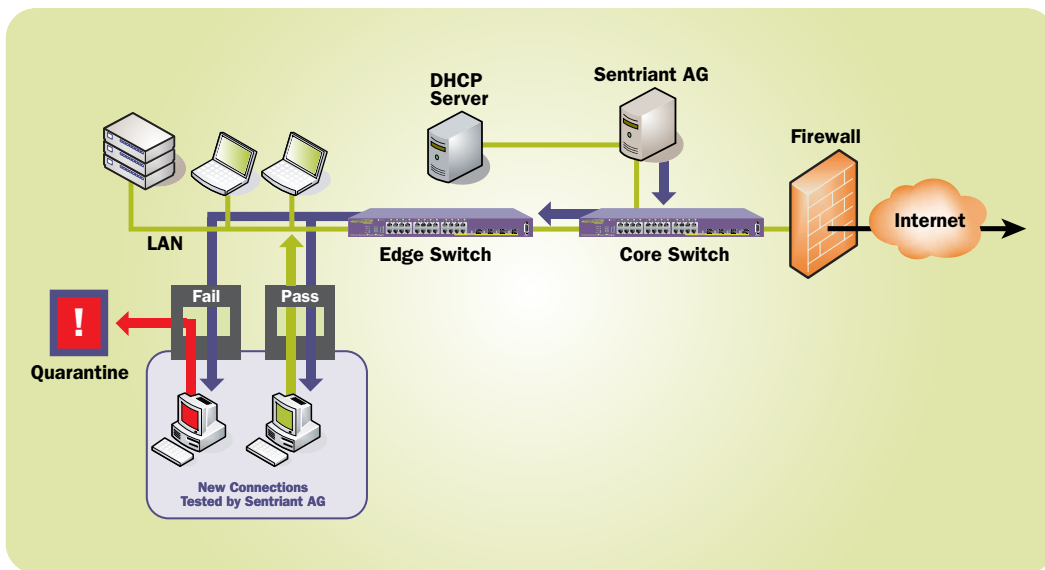 DHCP
Server
Sentriant AG
Firewall
Internet
LAN
Edge Switch
Core Switch
Fail
Pass
!
Quarantine
New Connections
Tested by Sentriant AG